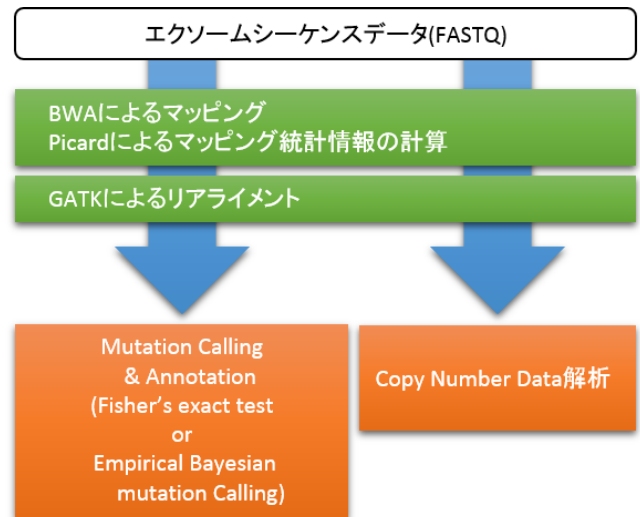 エクソームシーケンスデータ(FASTQ)
BWAによるマッピング
Picardによるマッピング統計情報の計算
GATKによるリアライメント
Mutation Calling
& Annotation
(Fisher's exact test
or
Empirical Bayesian
mutation Calling)
Copy Number Data解析